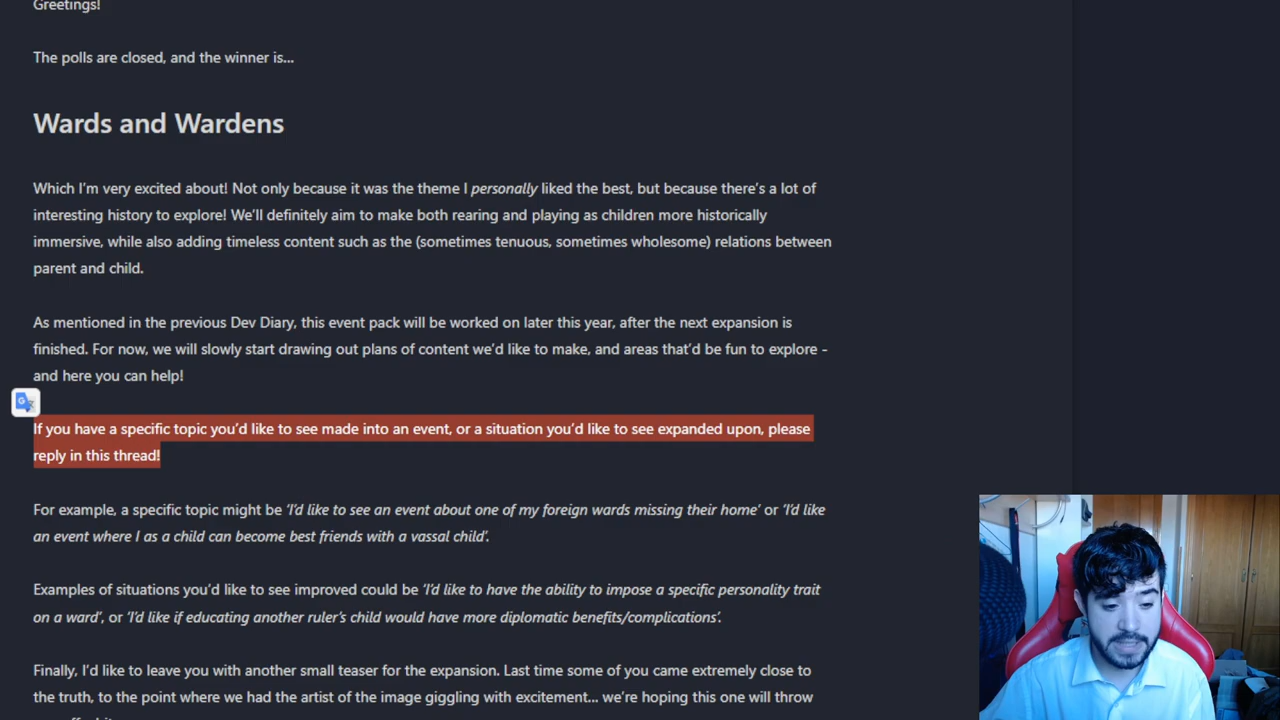 Greetings!
The polls are closed, and the winner is...
Wards and Wardens
Which I’m very excited about! Not only because it was the theme I personally liked the best, but because there’s a lot of
interesting history to explore! We’ll definitely aim to make both rearing and playing as children more historically
immersive, while also adding timeless content such as the (sometimes tenuous, sometimes wholesome) relations between
parent and child.
As mentioned in the previous Dev Diary, this event pack will be worked on later this year, after the next expansion is
finished. For now, we will slowly start drawing out plans of content we’d like to make, and areas that’d be fun to explore -
and here you can help!
If you have a specific topic you’d like to see made into an event, or a situation you’d like to see expanded upon, please
reply in this thread!
For example, a specific topic might be ‘I’d like to see an event about one of my foreign wards missing their home’ or ‘I’d like
an event where I as a child can become best friends with a vassal child’.
Examples of situations you’d like to see improved could be ‘I’d like to have the ability to impose a specific personality trait
on a ward’, or ‘I’d like if educating another ruler’s child would have more diplomatic benefits/complications’.
Finally, I’d like to leave you with another small teaser for the expansion. Last time some of you came extremely close to
the truth, to the point where we had the artist of the image giggling with excitement... we’re hoping this one will throw